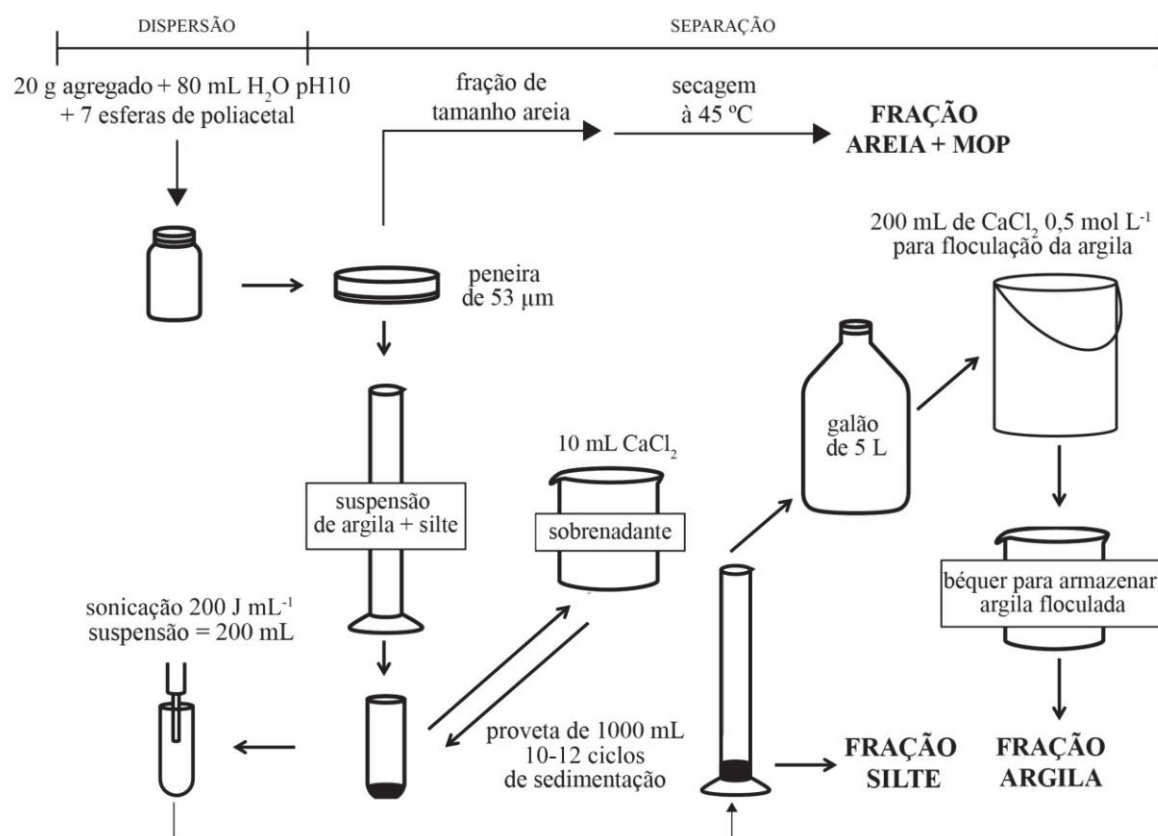 DISPERSÃO
SEPARAÇÃO
20 g agregado + 80 mL H₂O pH10
+ 7 esferas de poliacetal
fração de
tamanho areia
secagem
à 45 ºC
FRAÇÃO
AREIA + MOP
peneira
de 53 µm
200 mL de CaCl₂ 0,5 mol L⁻¹
para floculação da argila
galão
de 5 L
suspensão
de argila + silte
10 mL CaCl₂
sobrenadante
béquer para armazenar
argila floculada
sonicação 200 J mL⁻¹
suspensão = 200 mL
proveta de 1000 mL
10-12 ciclos
de sedimentação
FRAÇÃO
SILTE
FRAÇÃO
ARGILA